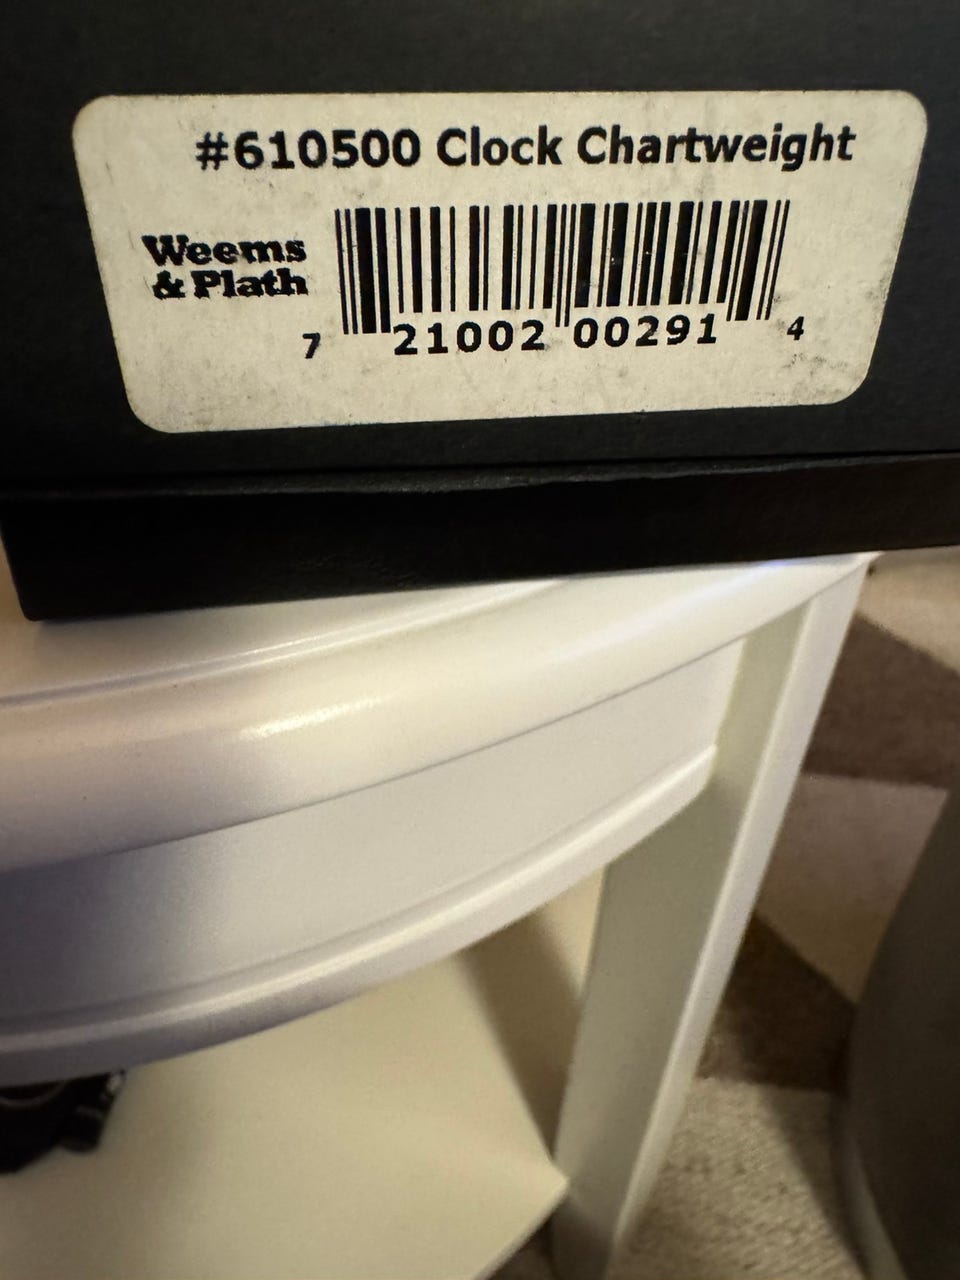 #610500 Clock Chartweight
Weems
& Plath
7 21002 00291 4